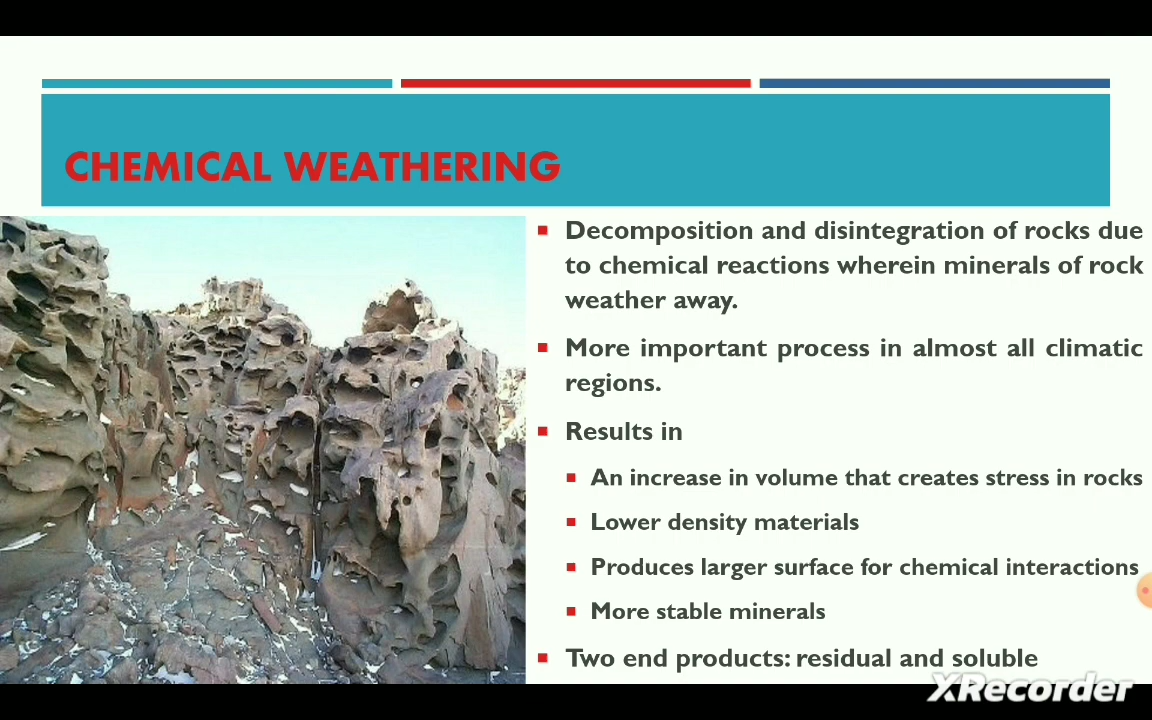 CHEMICAL WEATHERING
Decomposition and disintegration of rocks due
to chemical reactions wherein minerals of rock
weather away.
More important process in almost all climatic
regions.
Results in
An increase in volume that creates stress in rocks
Lower density materials
Produces larger surface for chemical interactions
More stable minerals
Two end products: residual and soluble
XRecorder